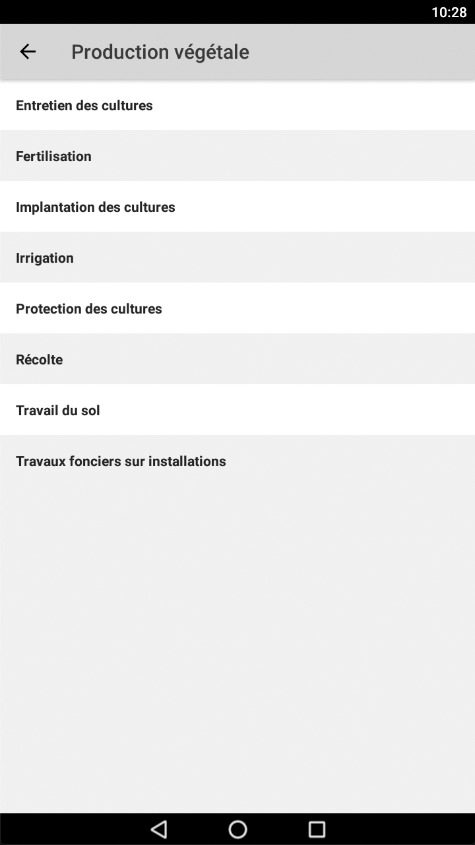 10:28
Production végétale
Entretien des cultures
Fertilisation
Implantation des cultures
Irrigation
Protection des cultures
Récolte
Travail du sol
Travaux fonciers sur installations